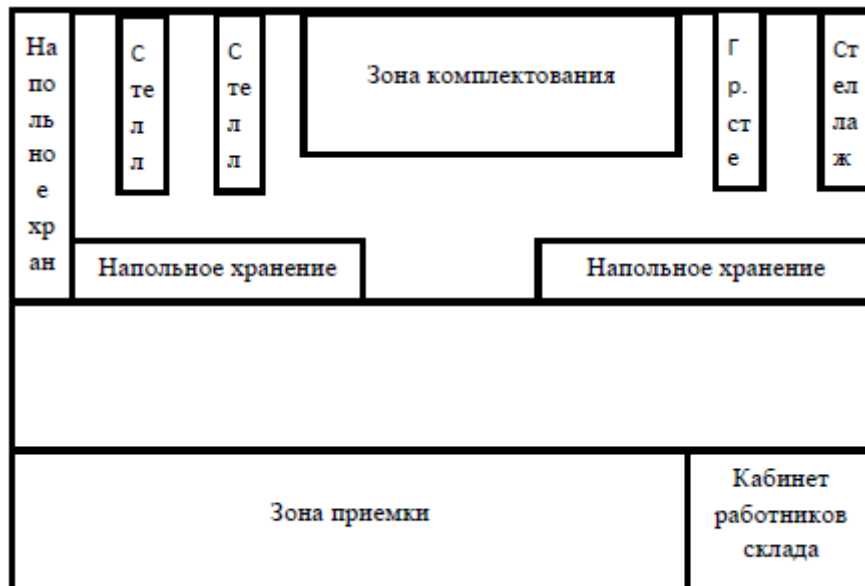 На
по
ль
но
е
хр
ан
С
те
л
л
С
те
л
л
Зона комплектования
Г
р.
ст
е
Ст
ел
ла
ж
Напольное хранение
Напольное хранение
Зона приемки
Кабинет
работников
склада